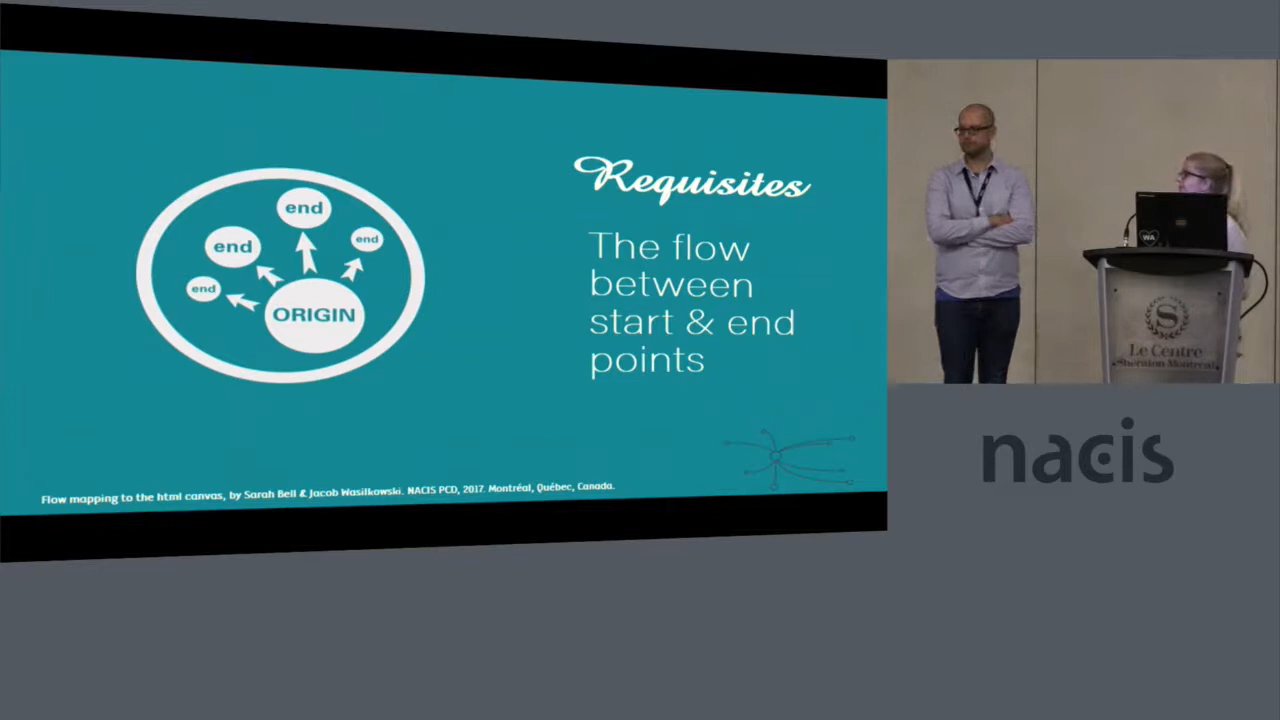 Requisites
The flow
between
start & end
points
end
end
end
end
ORIGIN
Flow mapping to the html canvas, by Sarah Bell & Jacob Wasilkowski. NACIS PCD, 2017. Montréal, Québec, Canada.
WA
S
Le Centre
Sheraton Montréal
nacis